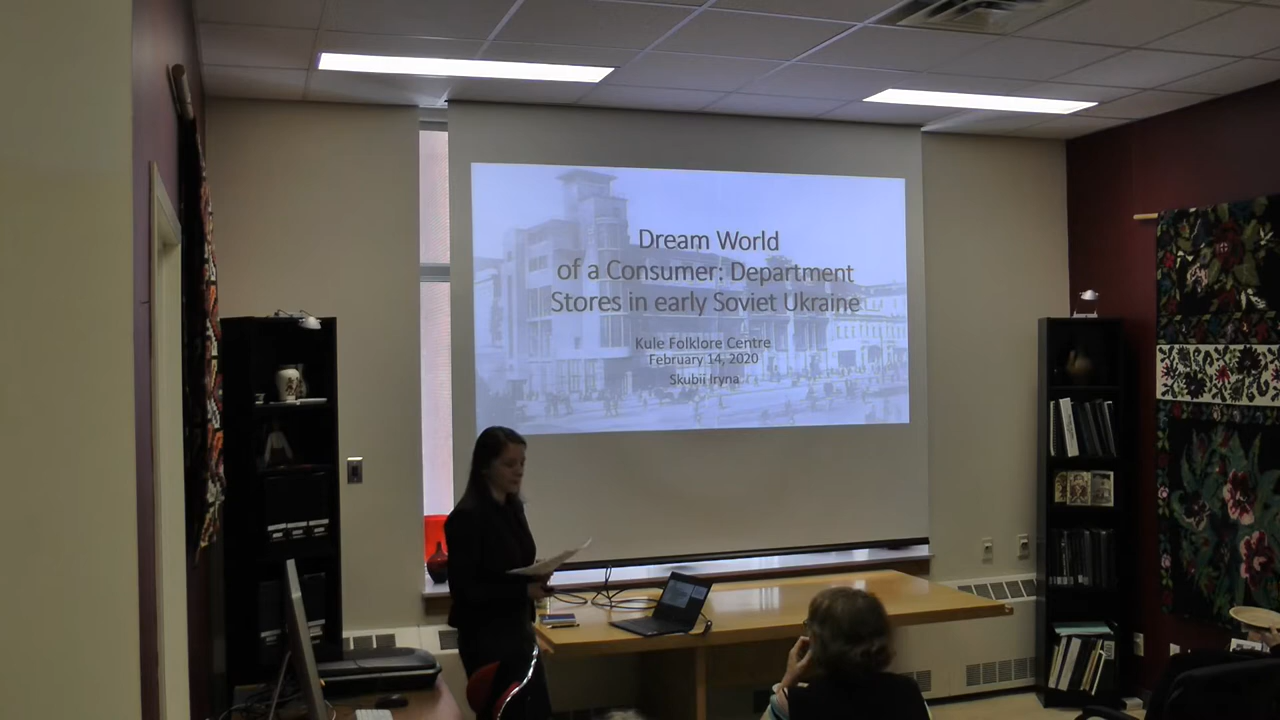 Dream World
of a Consumer: Department
Stores in early Soviet Ukraine
Kule Folklore Centre
February 14, 2020
Skubii Iryna